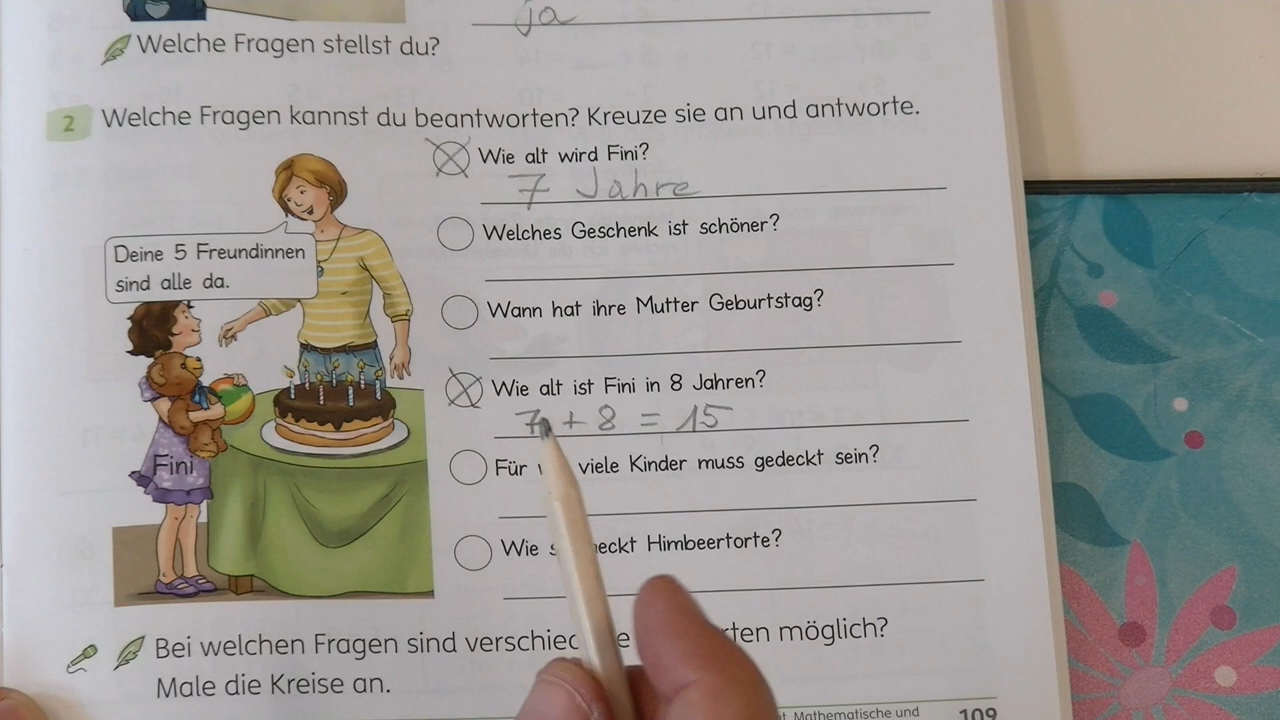 ja
Welche Fragen stellst du?
2 Welche Fragen kannst du beantworten? Kreuze sie an und antworte.
Wie alt wird Fini?
7 Jahre
Welches Geschenk ist schöner?
Deine 5 Freundinnen
sind alle da.
Wann hat ihre Mutter Geburtstag?
Wie alt ist Fini in 8 Jahren?
7 + 8 = 15
Fini
Für viele Kinder muss gedeckt sein?
Wie Himbeertorte?
Bei welchen Fragen sind möglich?
Male die Kreise an.
Mathematische und 109